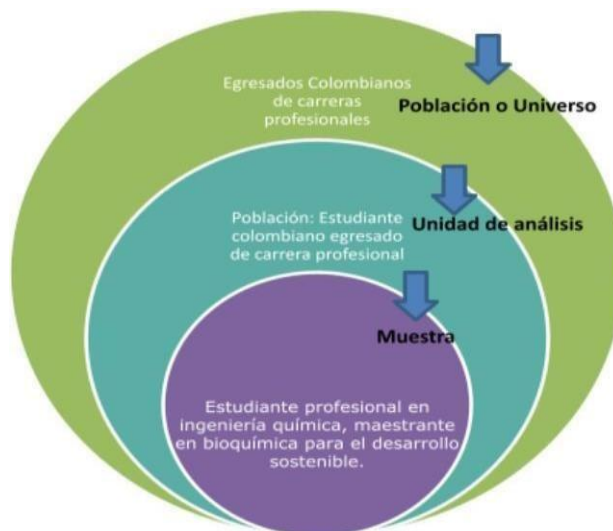 Egresados Colombianos
de carreras
profesionales
Población o Universo
Población: Estudiante
colombiano egresado
de carrera profesional
Unidad de análisis
Muestra
Estudiante profesional en
ingeniería química, maestrante
en bioquímica para el desarrollo
sostenible.